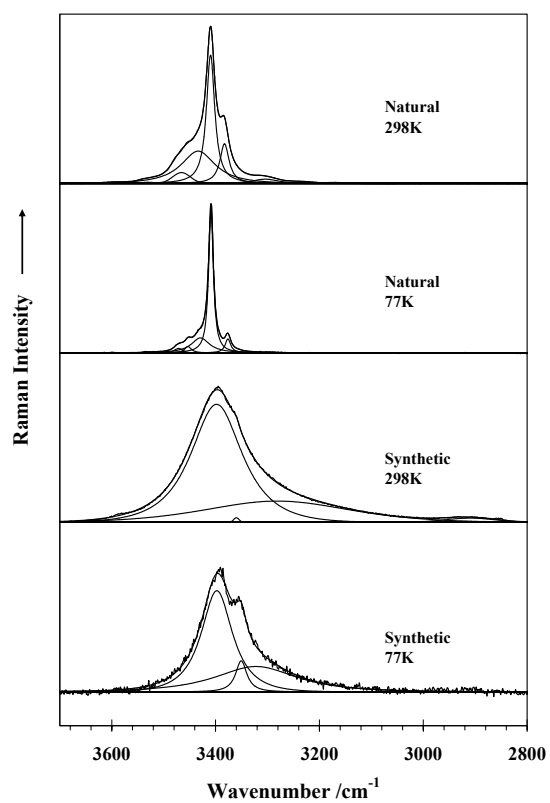 Natural
298K
Natural
77K
Synthetic
298K
Synthetic
77K
Raman Intensity
3600 3400 3200 3000 2800
Wavenumber /cm⁻¹